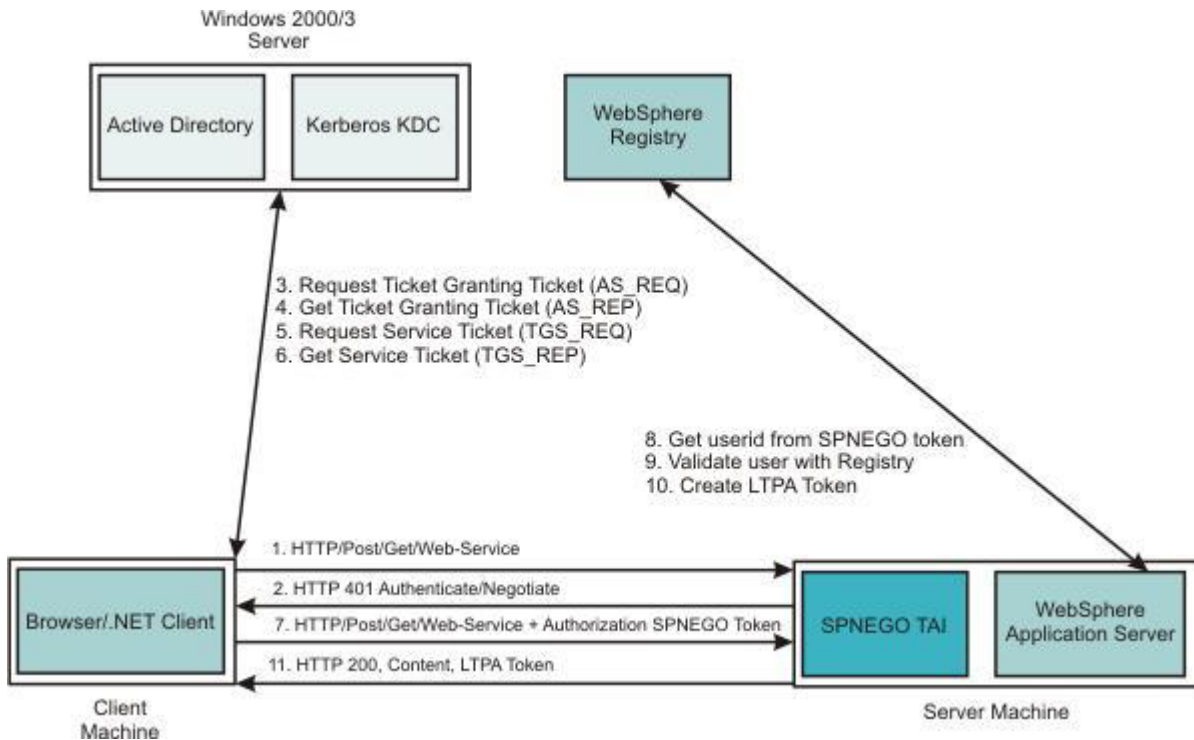 Windows 2000/3
Server
Active Directory
Kerberos KDC
WebSphere
Registry
3. Request Ticket Granting Ticket (AS_REQ)
4. Get Ticket Granting Ticket (AS_REP)
5. Request Service Ticket (TGS_REQ)
6. Get Service Ticket (TGS_REP)
8. Get userid from SPNEGO token
9. Validate user with Registry
10. Create LTPA Token
1. HTTP/Post/Get/Web-Service
2. HTTP 401 Authenticate/Negotiate
7. HTTP/Post/Get/Web-Service + Authorization SPNEGO Token
11. HTTP 200, Content, LTPA Token
Browser/.NET Client
SPNEGO TAI
WebSphere
Application Server
Client
Machine
Server Machine